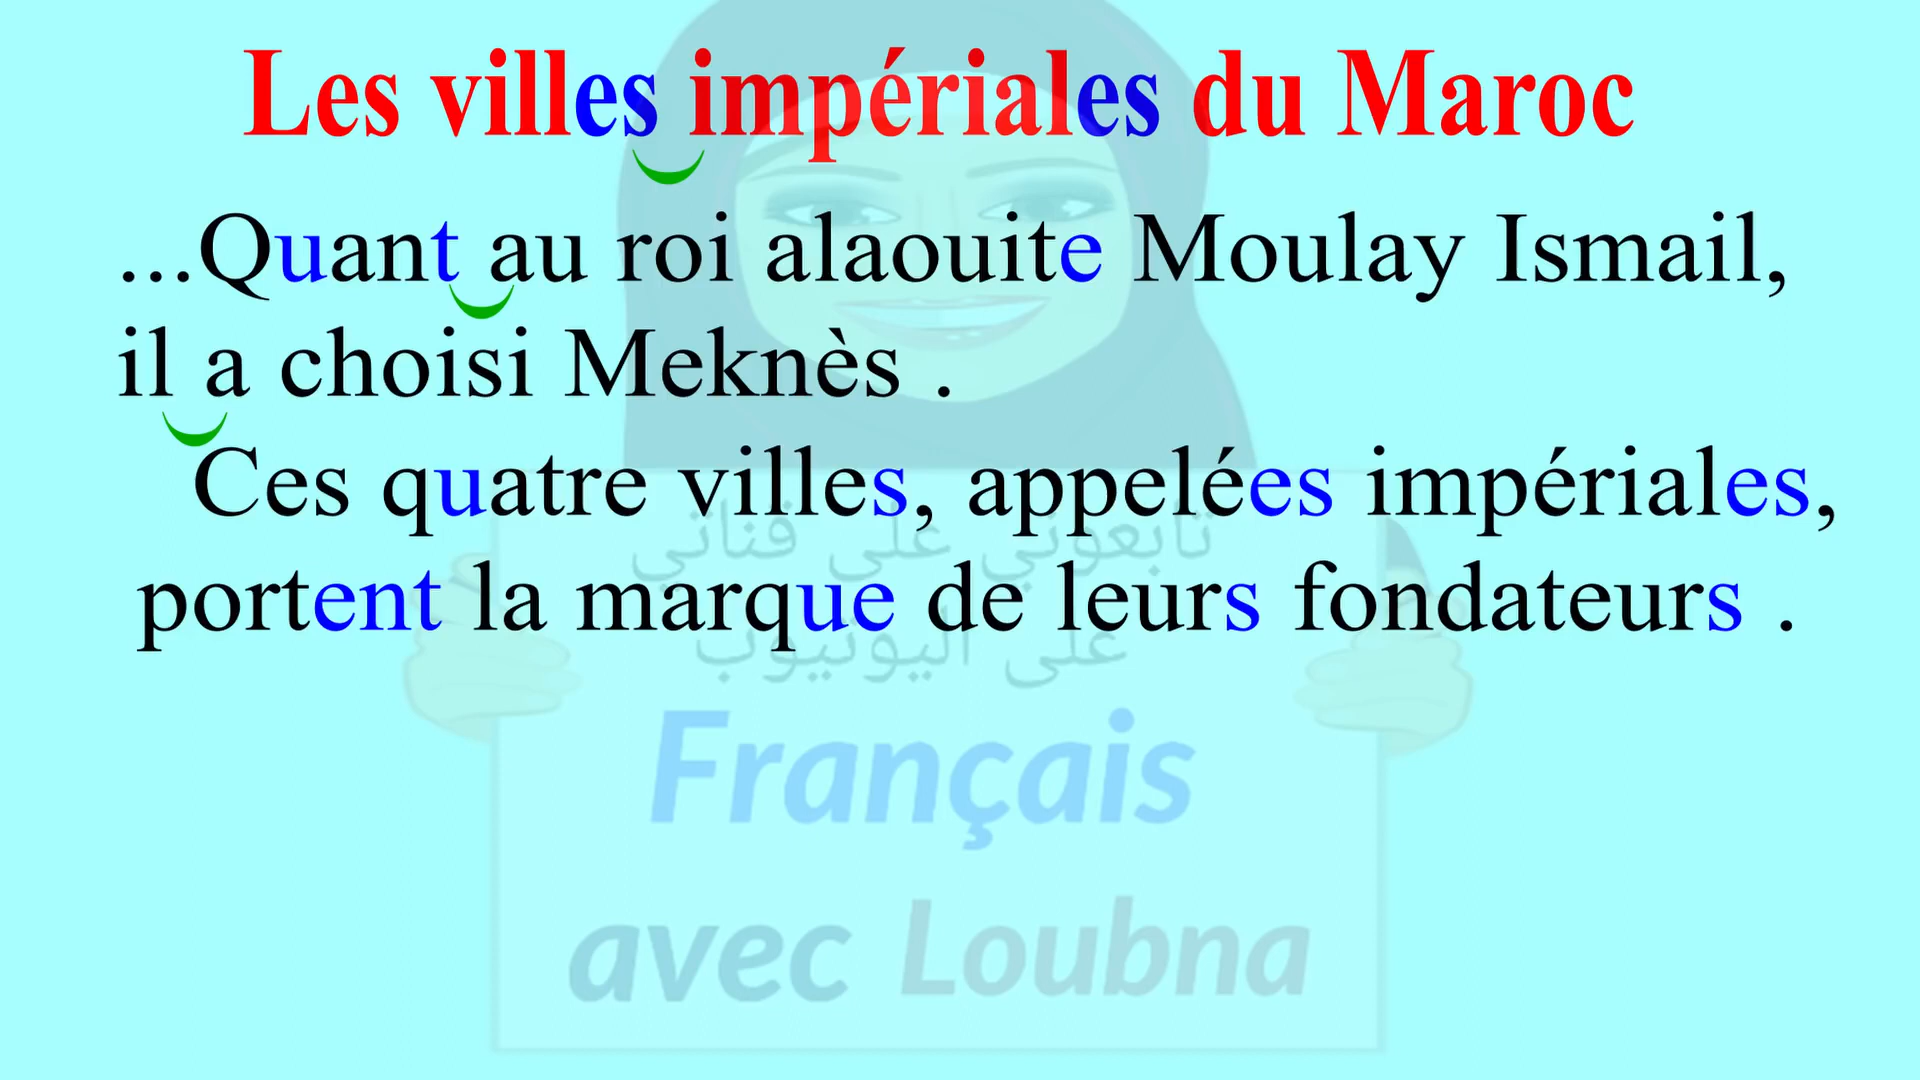 Les villes impériales du Maroc
...Quant au roi alaouite Moulay Ismail,
il a choisi Meknès .
Ces quatre villes, appelées impériales,
portent la marque de leurs fondateurs .
تابعوني على قناتي
على اليوتيوب
Français
avec Loubna